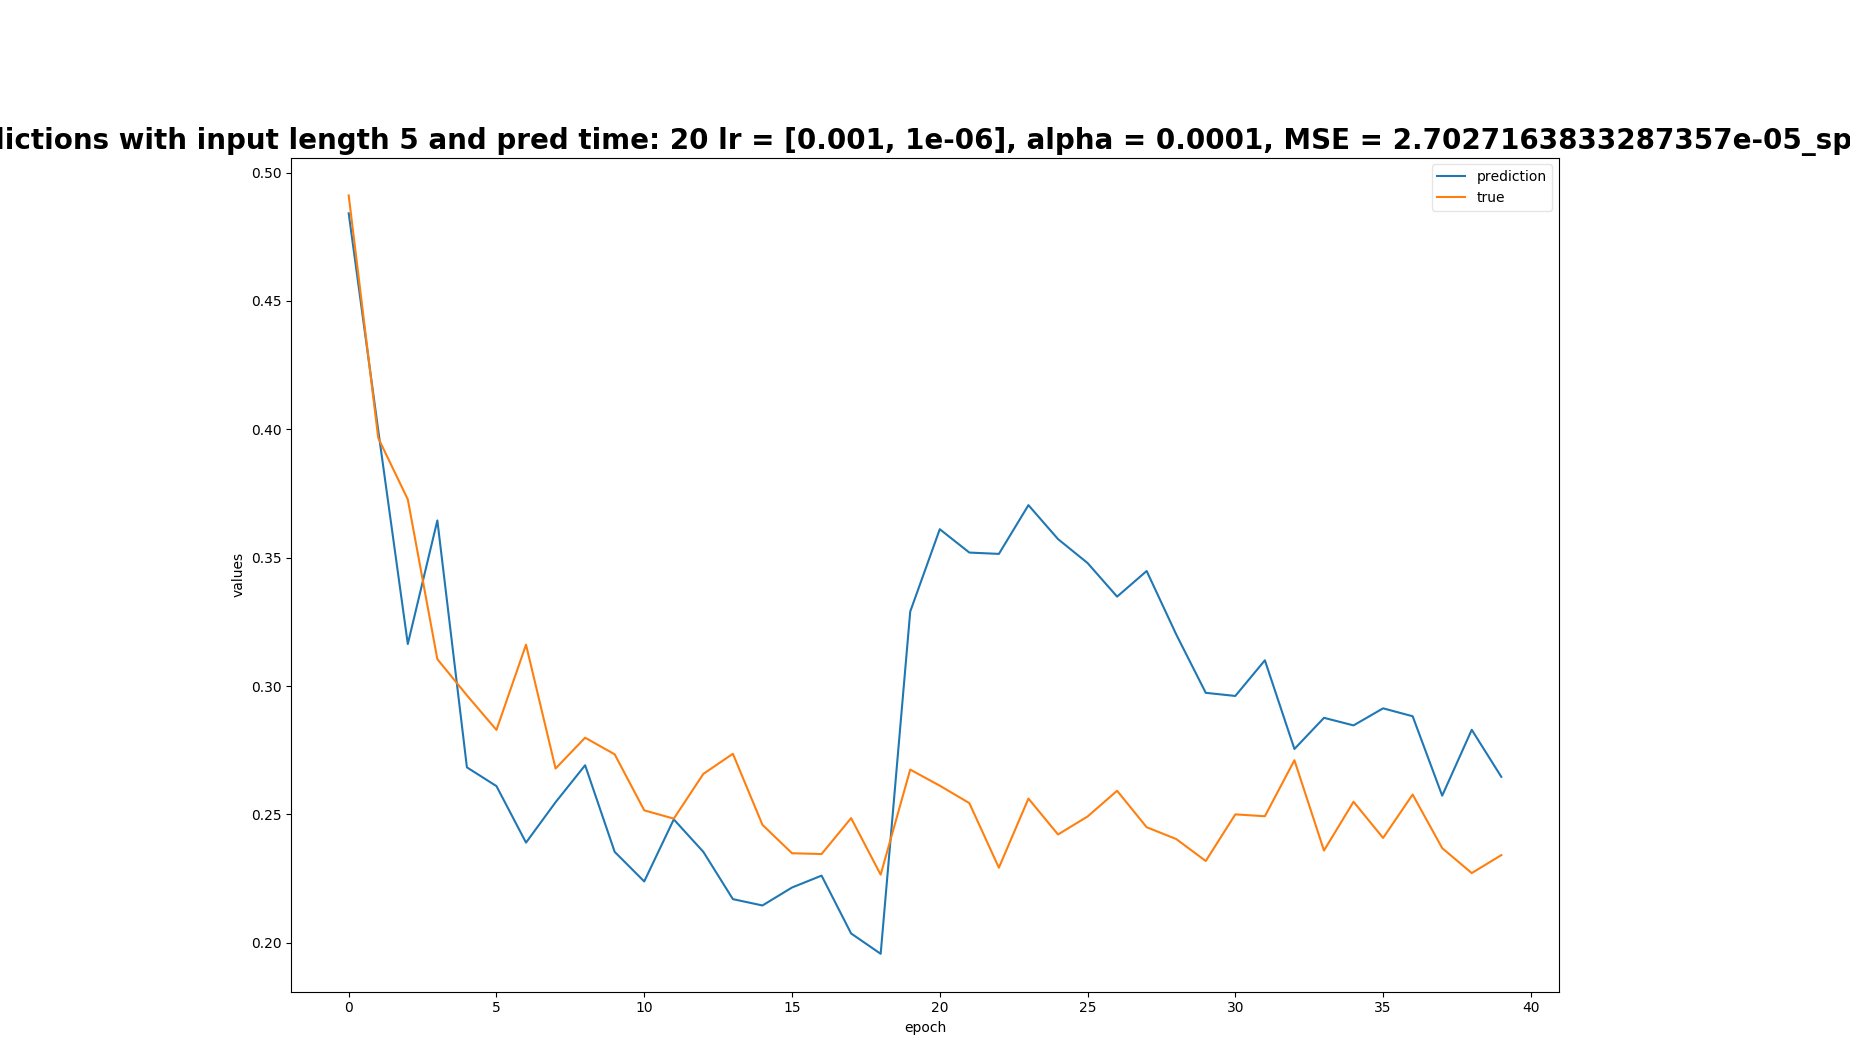 dictions with input length 5 and pred time: 20 lr = [0.001, 1e-06], alpha = 0.0001, MSE = 2.7027163833287357e-05_sp
prediction
true
0.50
0.45
0.40
0.35
0.30
0.25
0.20
values
0 5 10 15 20 25 30 35 40
epoch